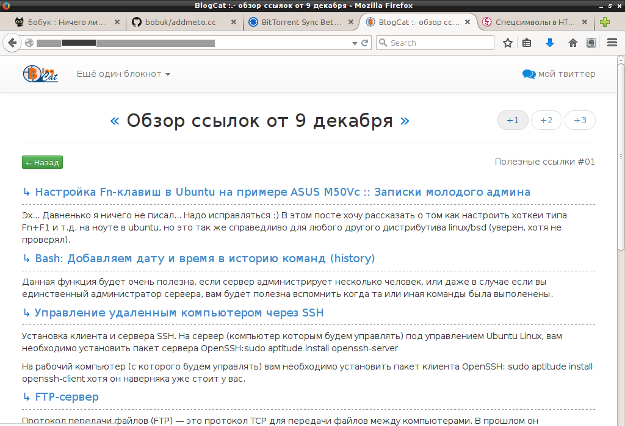 BlogCat :.- обзор ссылок от 9 декабря - Mozilla Firefox
Бобук :: Ничего ли...
bobuk/addmeto.cc
BitTorrent Sync Bet...
BlogCat :.- обзор сс...
Спецсимволы в HT...
Search
Ещё один блокнот
мой твиттер
« Обзор ссылок от 9 декабря »
+1 +2 +3
← Назад
Полезные ссылки #01
↳ Настройка Fn-клавиш в Ubuntu на примере ASUS M50Vc :: Записки молодого админа
Эх... Давненько я ничего не писал... Надо исправляться :) В этом посте хочу рассказать о том как настроить хоткеи типа
Fn+F1 и т.д. на ноуте в ubuntu, но это так же справедливо для любого другого дистрибутива linux/bsd (уверен, хотя не
проверял).
↳ Bash: Добавляем дату и время в историю команд (history)
Данная функция будет очень полезна, если сервер администрирует несколько человек, или даже в случае если вы
единственный администратор сервера, вам будет полезна вспомнить когда та или иная команды была выполенены.
↳ Управление удаленным компьютером через SSH
Установка клиента и сервера SSH. На сервер (компьютер которым будем управлять) под управлением Ubuntu Linux, вам
необходимо установить пакет сервера OpenSSH:sudo aptitude install openssh-server
На рабочий компьютер (с которого будем управлять) вам необходимо установить пакет клиента OpenSSH: sudo aptitude install
openssh-client хотя он наверняка уже стоит у вас.
↳ FTP-сервер
Протокол передачи файлов (FTP) — это протокол TCP для передачи файлов между компьютерами. В прошлом он